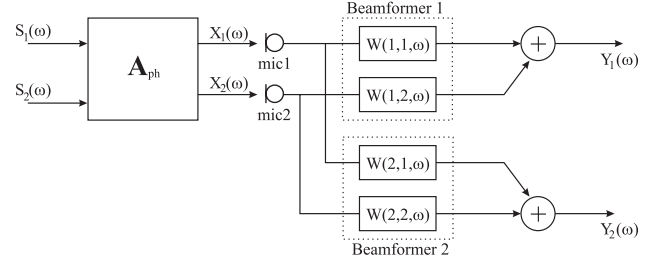 Beamformer 1
S₁(ω)
X₁(ω)
mic1
W(1,1,ω)
+
Y₁(ω)
A_ph
S₂(ω)
X₂(ω)
mic2
W(1,2,ω)
W(2,1,ω)
W(2,2,ω)
+
Y₂(ω)
Beamformer 2